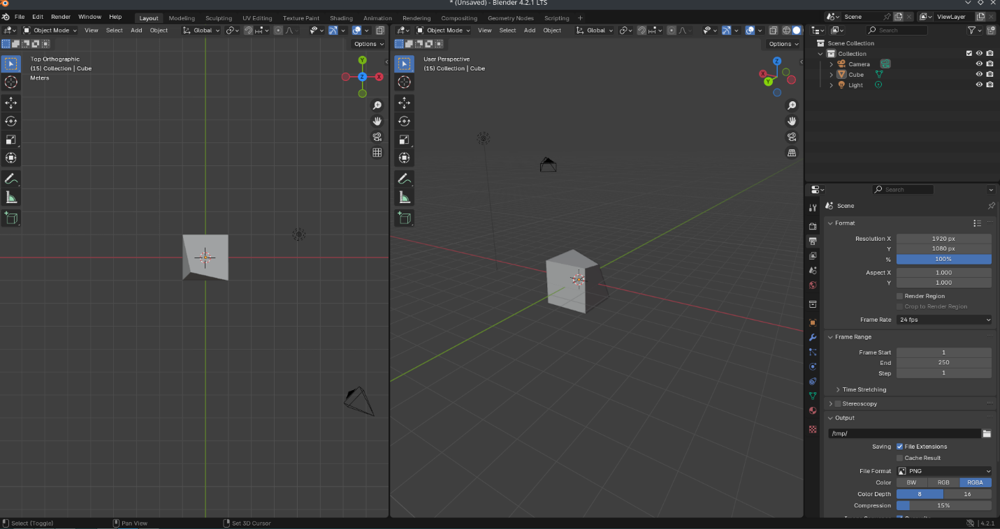 * (Unsaved) - Blender 4.2.1 LTS
File Edit Render Window Help Layout Modeling Sculpting UV Editing Texture Paint Shading Animation Rendering Compositing Geometry Nodes Scripting + Scene ViewLayer
Object Mode View Select Add Object Global
Object Mode View Select Add Object Global
Search
Options
Options
Top Orthographic
(15) Collection | Cube
Meters
Y
Z
X
User Perspective
(15) Collection | Cube
Z
X
Y
Scene Collection
Collection
Camera
Cube
Light
Search
Scene
Format
Resolution X 1920 px
Y 1080 px
% 100%
Aspect X 1.000
Y 1.000
Render Region
Crop to Render Region
Frame Rate 24 fps
Frame Range
Frame Start 1
End 250
Step 1
Time Stretching
Stereoscopy
Output
/tmp/
Saving File Extensions
Cache Result
File Format PNG
Color BW RGB RGBA
Color Depth 8 16
Compression 15%
Select (Toggle) Pan View Set 3D Cursor 4.2.1